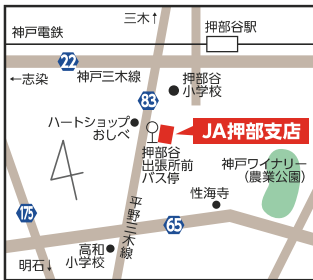 三木↑
押部谷駅
神戸電鉄
22
神戸三木線
←志染
押部谷
小学校
83
ハートショップ
おしべ
JA押部支店
押部谷
出張所前
バス停
神戸ワイナリー
(農業公園)
性海寺
175
平野三木線
65
高和
小学校
明石↓